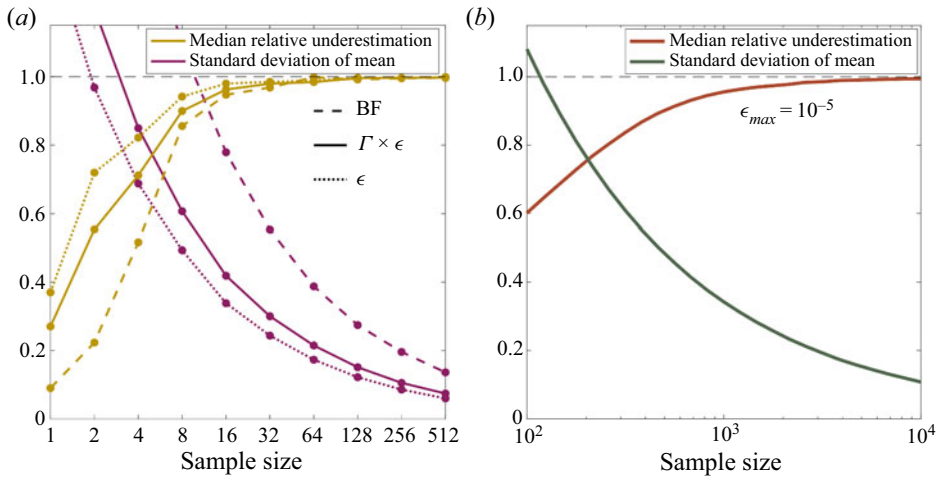 (a)
Median relative underestimation
Standard deviation of mean
BF
Γ × ϵ
ϵ
1.0
0.8
0.6
0.4
0.2
0
1 2 4 8 16 32 64 128 256 512
Sample size
(b)
Median relative underestimation
Standard deviation of mean
ϵmax = 10⁻⁵
1.0
0.8
0.6
0.4
0.2
0
10² 10³ 10⁴
Sample size